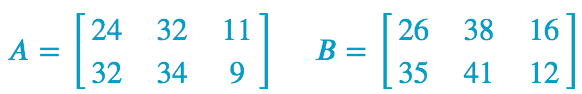 A = [ 24 32 11 ] B = [ 26 38 16 ]
[ 32 34 9 ] [ 35 41 12 ]